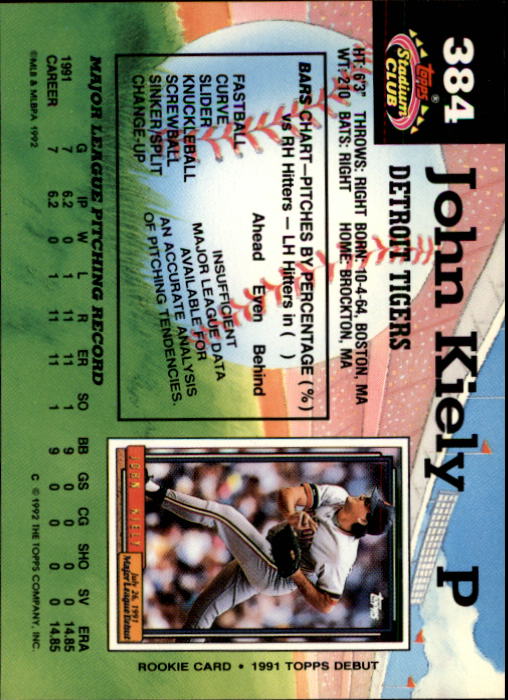 384
Topps®
Stadium
CLUB
John Kiely P
DETROIT TIGERS
HT: 6'3" THROWS: RIGHT BORN: 10-4-64, BOSTON, MA
WT: 210 BATS: RIGHT HOME: BROCKTON, MA
BARS CHART—PITCHES BY PERCENTAGE (%)
vs RH Hitters — LH Hitters in ( )
Ahead Even Behind
FASTBALL
CURVE
SLIDER
KNUCKLEBALL
SCREWBALL
SINKER/SPLIT
CHANGE-UP
INSUFFICIENT
MAJOR LEAGUE DATA
AVAILABLE FOR
AN ACCURATE ANALYSIS
OF PITCHING TENDENCIES.
Topps
JOHN KIELY
July 26, 1991
Major League Debut
ROOKIE CARD • 1991 TOPPS DEBUT
MAJOR LEAGUE PITCHING RECORD
G IP W L R ER SO BB GS CG SHO SV ERA
1991 7 6.2 0 1 11 11 1 9 0 0 0 0 14.85
CAREER 7 6.2 0 1 11 11 1 9 0 0 0 0 14.85
©MLB & MLBPA 1992
C © 1992 THE TOPPS COMPANY, INC.